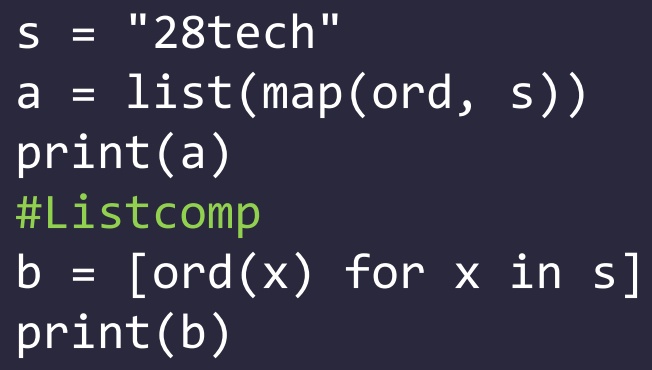 s = "28tech"
a = list(map(ord, s))
print(a)
#Listcomp
b = [ord(x) for x in s]
print(b)